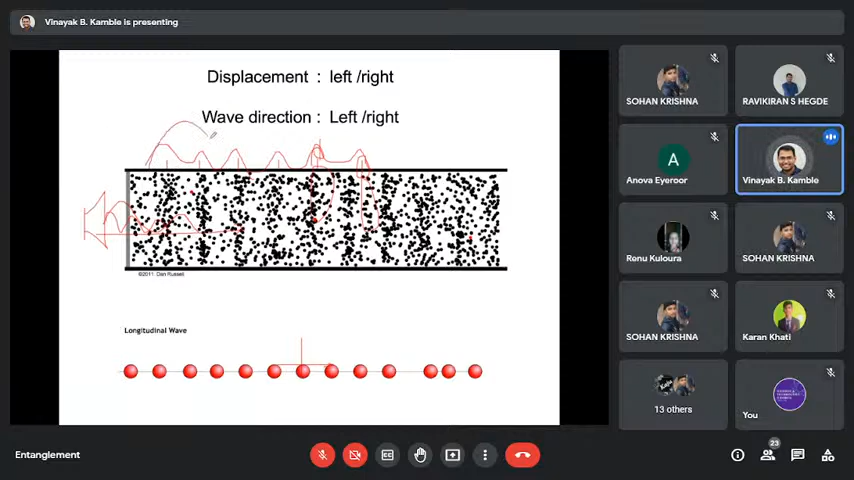 Vinayak B. Kamble is presenting
Displacement : left /right
Wave direction : Left /right
©2011. Dan Russell
Longitudinal Wave
SOHAN KRISHNA
RAVIKIRAN S HEGDE
A
Anova Eyeroor
Vinayak B. Kamble
Renu Kuloura
SOHAN KRISHNA
SOHAN KRISHNA
Karan Khati
13 others
You
Entanglement
CC
23